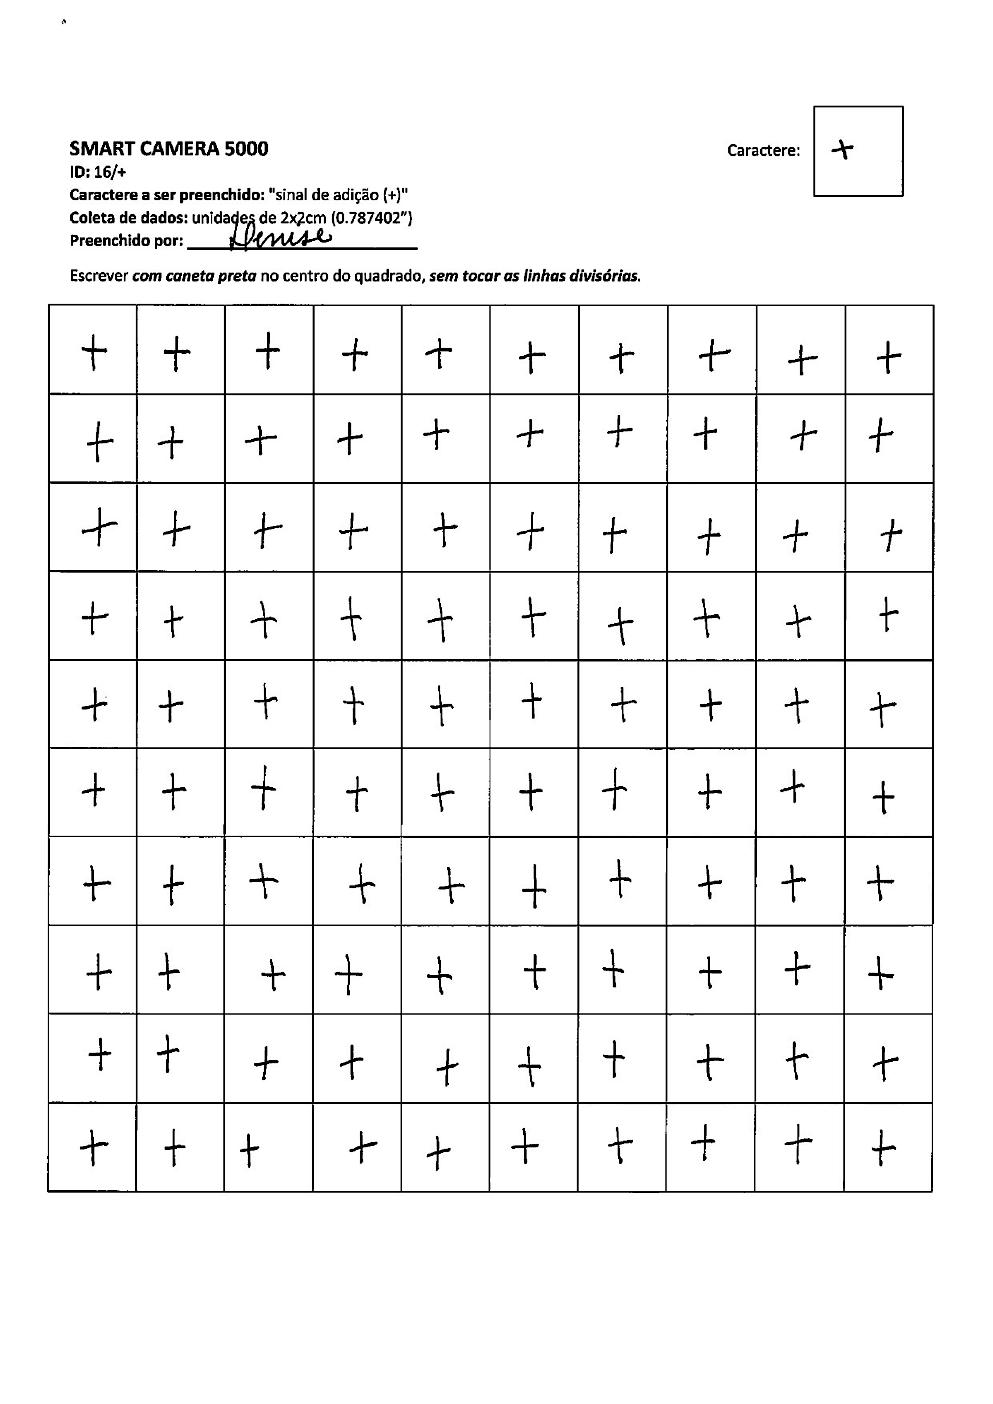 SMART CAMERA 5000
ID: 16/+
Caractere a ser preenchido: "sinal de adição (+)"
Coleta de dados: unidades de 2x2cm (0.787402")
Preenchido por: Denise
Caractere: +
Escrever com caneta preta no centro do quadrado, sem tocar as linhas divisórias.
+ + + + + + + + + +
+ + + + + + + + + +
+ + + + + + + + + +
+ + + + + + + + + +
+ + + + + + + + + +
+ + + + + + + + + +
+ + + + + + + + + +
+ + + + + + + + + +
+ + + + + + + + + +
+ + + + + + + + + +